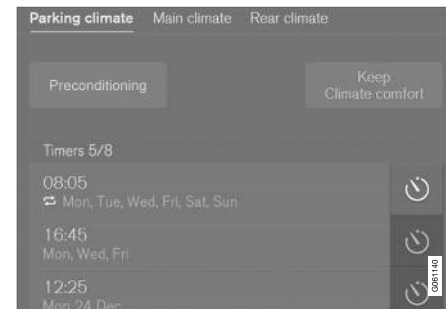 Parking climate Main climate Rear climate
Preconditioning
Keep
Climate comfort
Timers 5/8
08:05
Mon, Tue, Wed, Fri, Sat, Sun
16:45
Mon, Wed, Fri
12:25
Mon 24 Dec
G061140